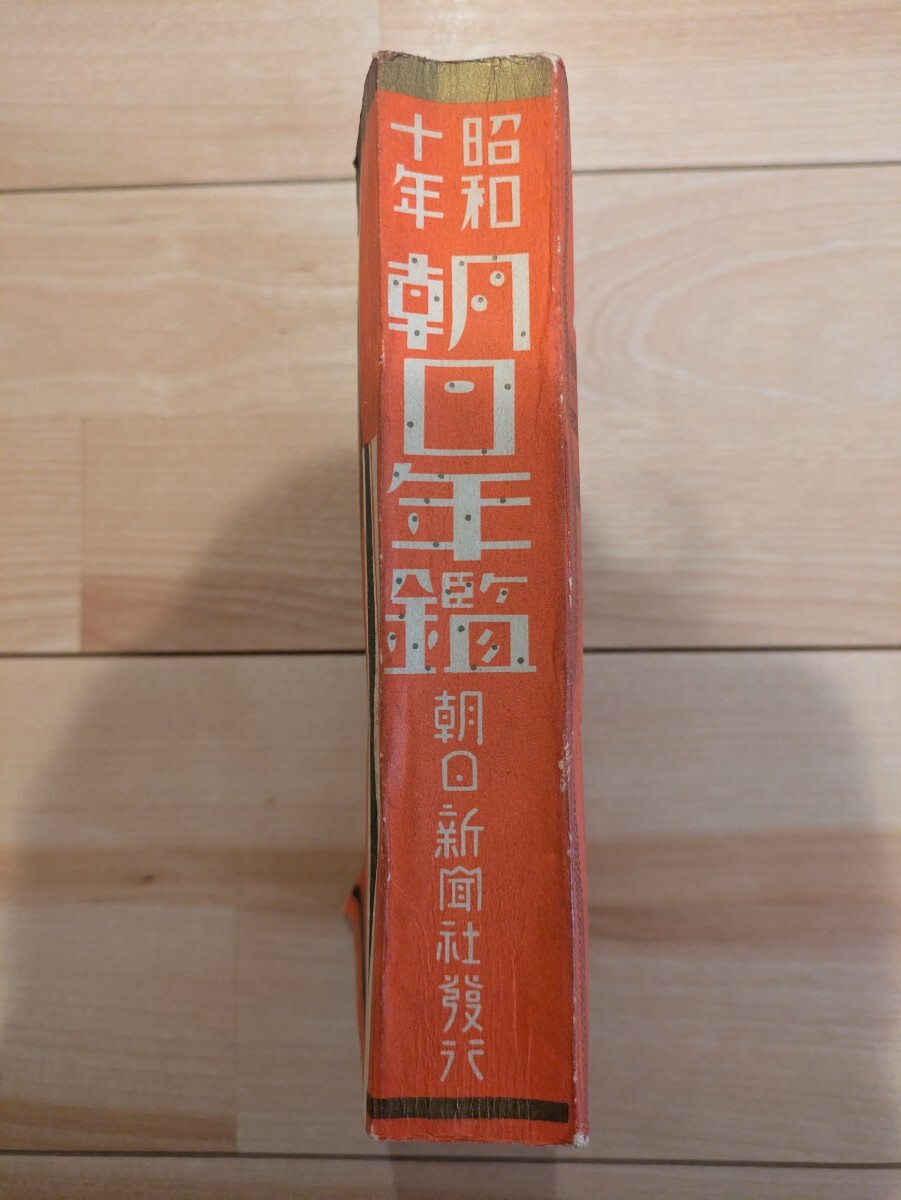 昭和
十年
朝日年鑑
朝日新聞社發行